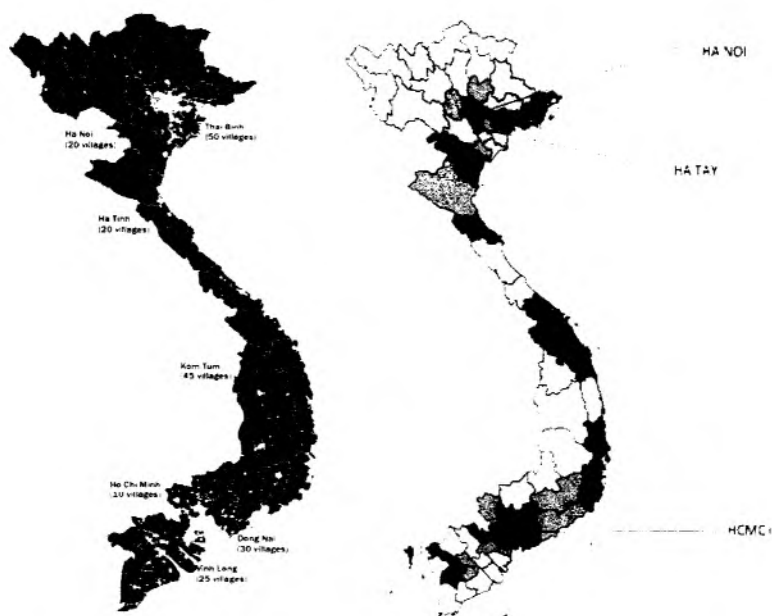 Ha Noi
(20 villages)
Thai Binh
(50 villages)
Ha Tinh
(20 villages)
Kom Tum
45 villages)
Ho Chi Minh
(10 villages)
Dong Nai
(30 villages)
Vinh Long
(25 villages)
HA NOI
HA TAY
HCMC